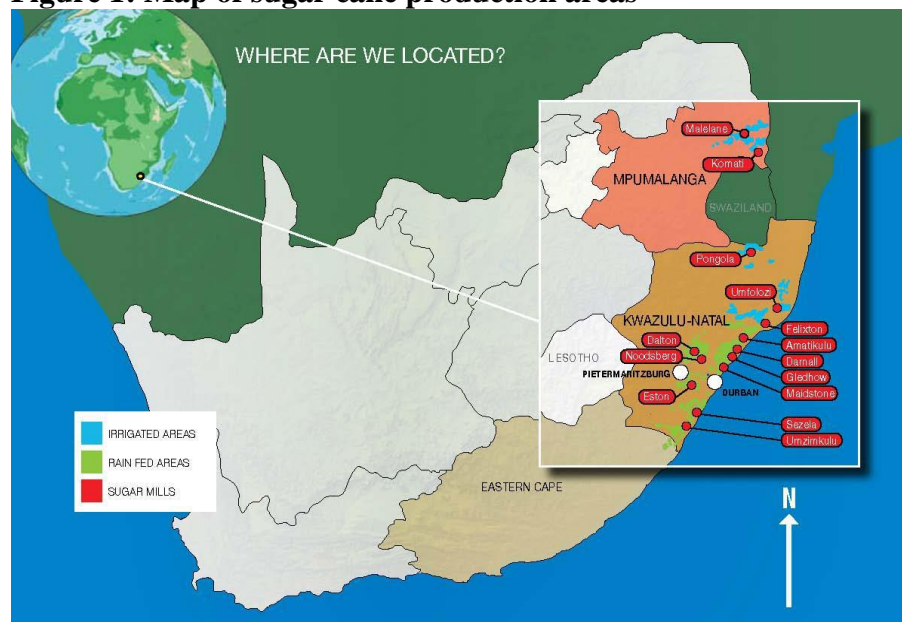 Figure 1: Map of sugar cane production areas
WHERE ARE WE LOCATED?
Malelane
Komati
MPUMALANGA
SWAZILAND
Pongola
Umfolozi
KWAZULU-NATAL
Felixton
Dalton
Amatikulu
LESOTHO
Noodsberg
Darnall
PIETERMARITZBURG
Gledhow
Eston
DURBAN
Maidstone
Sezela
Umzimkulu
IRRIGATED AREAS
RAIN FED AREAS
SUGAR MILLS
EASTERN CAPE
N